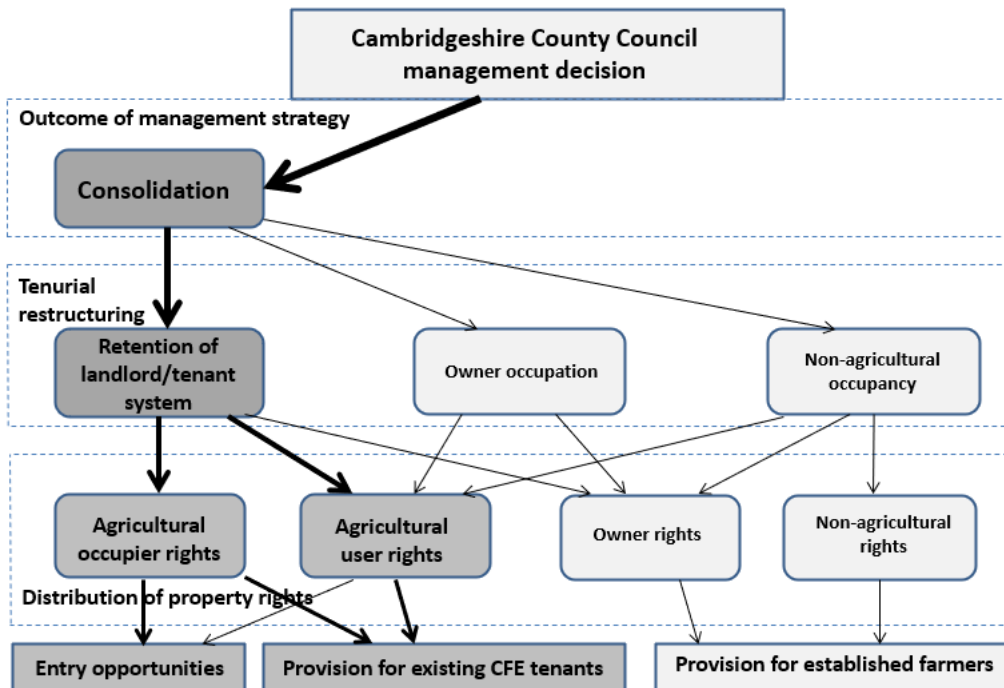 Cambridgeshire County Council
management decision
Outcome of management strategy
Consolidation
Tenurial
restructuring
Retention of
landlord/tenant
system
Owner occupation
Non-agricultural
occupancy
Agricultural
occupier rights
Agricultural
user rights
Owner rights
Non-agricultural
rights
Distribution of property rights
Entry opportunities
Provision for existing CFE tenants
Provision for established farmers